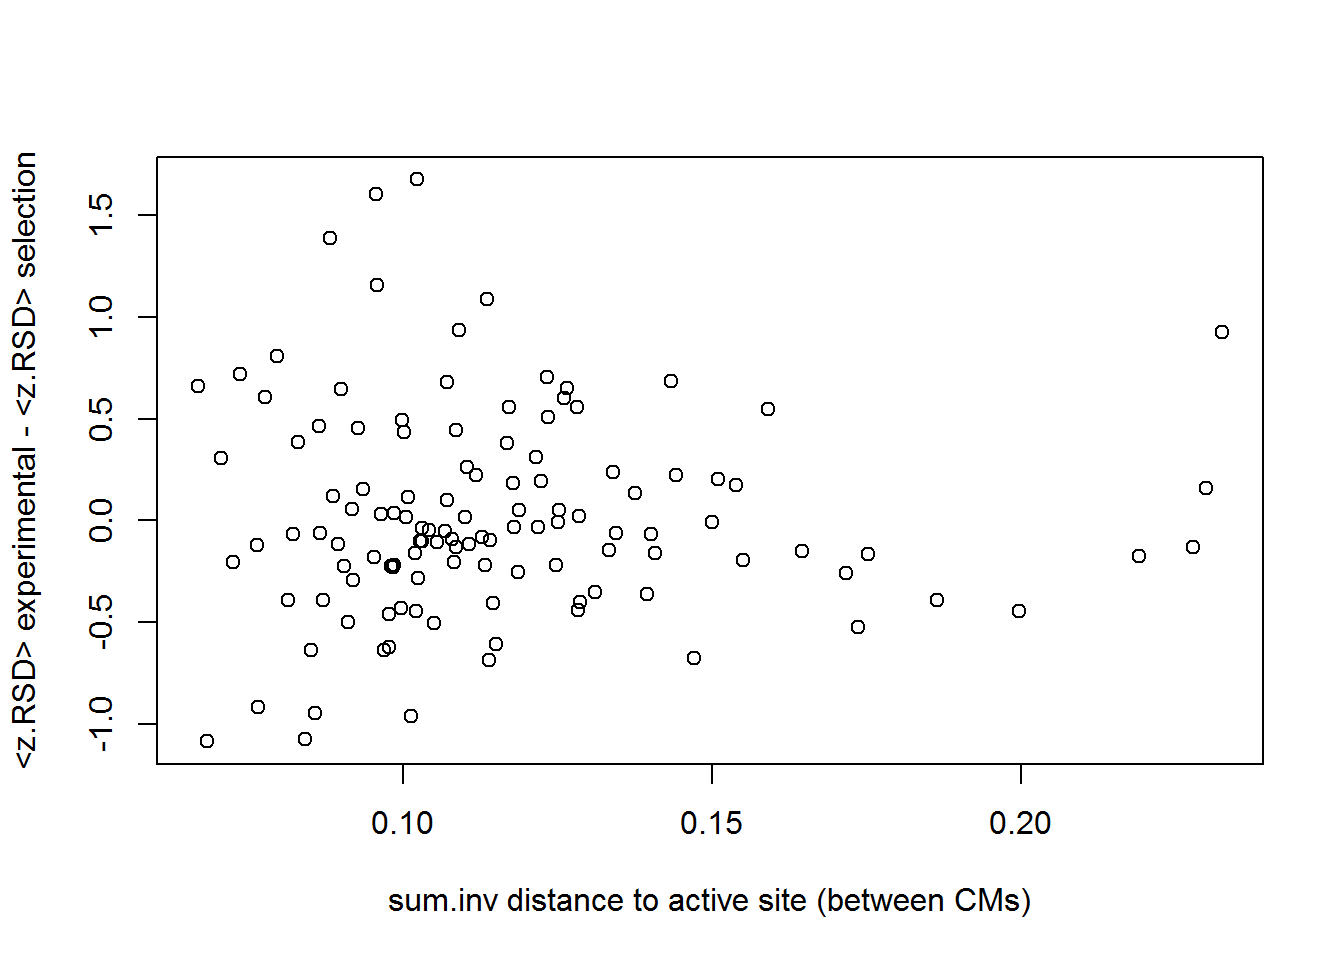 <z.RSD> experimental - <z.RSD> selection
1.5
1.0
0.5
0.0
-0.5
-1.0
0.10 0.15 0.20
sum.inv distance to active site (between CMs)